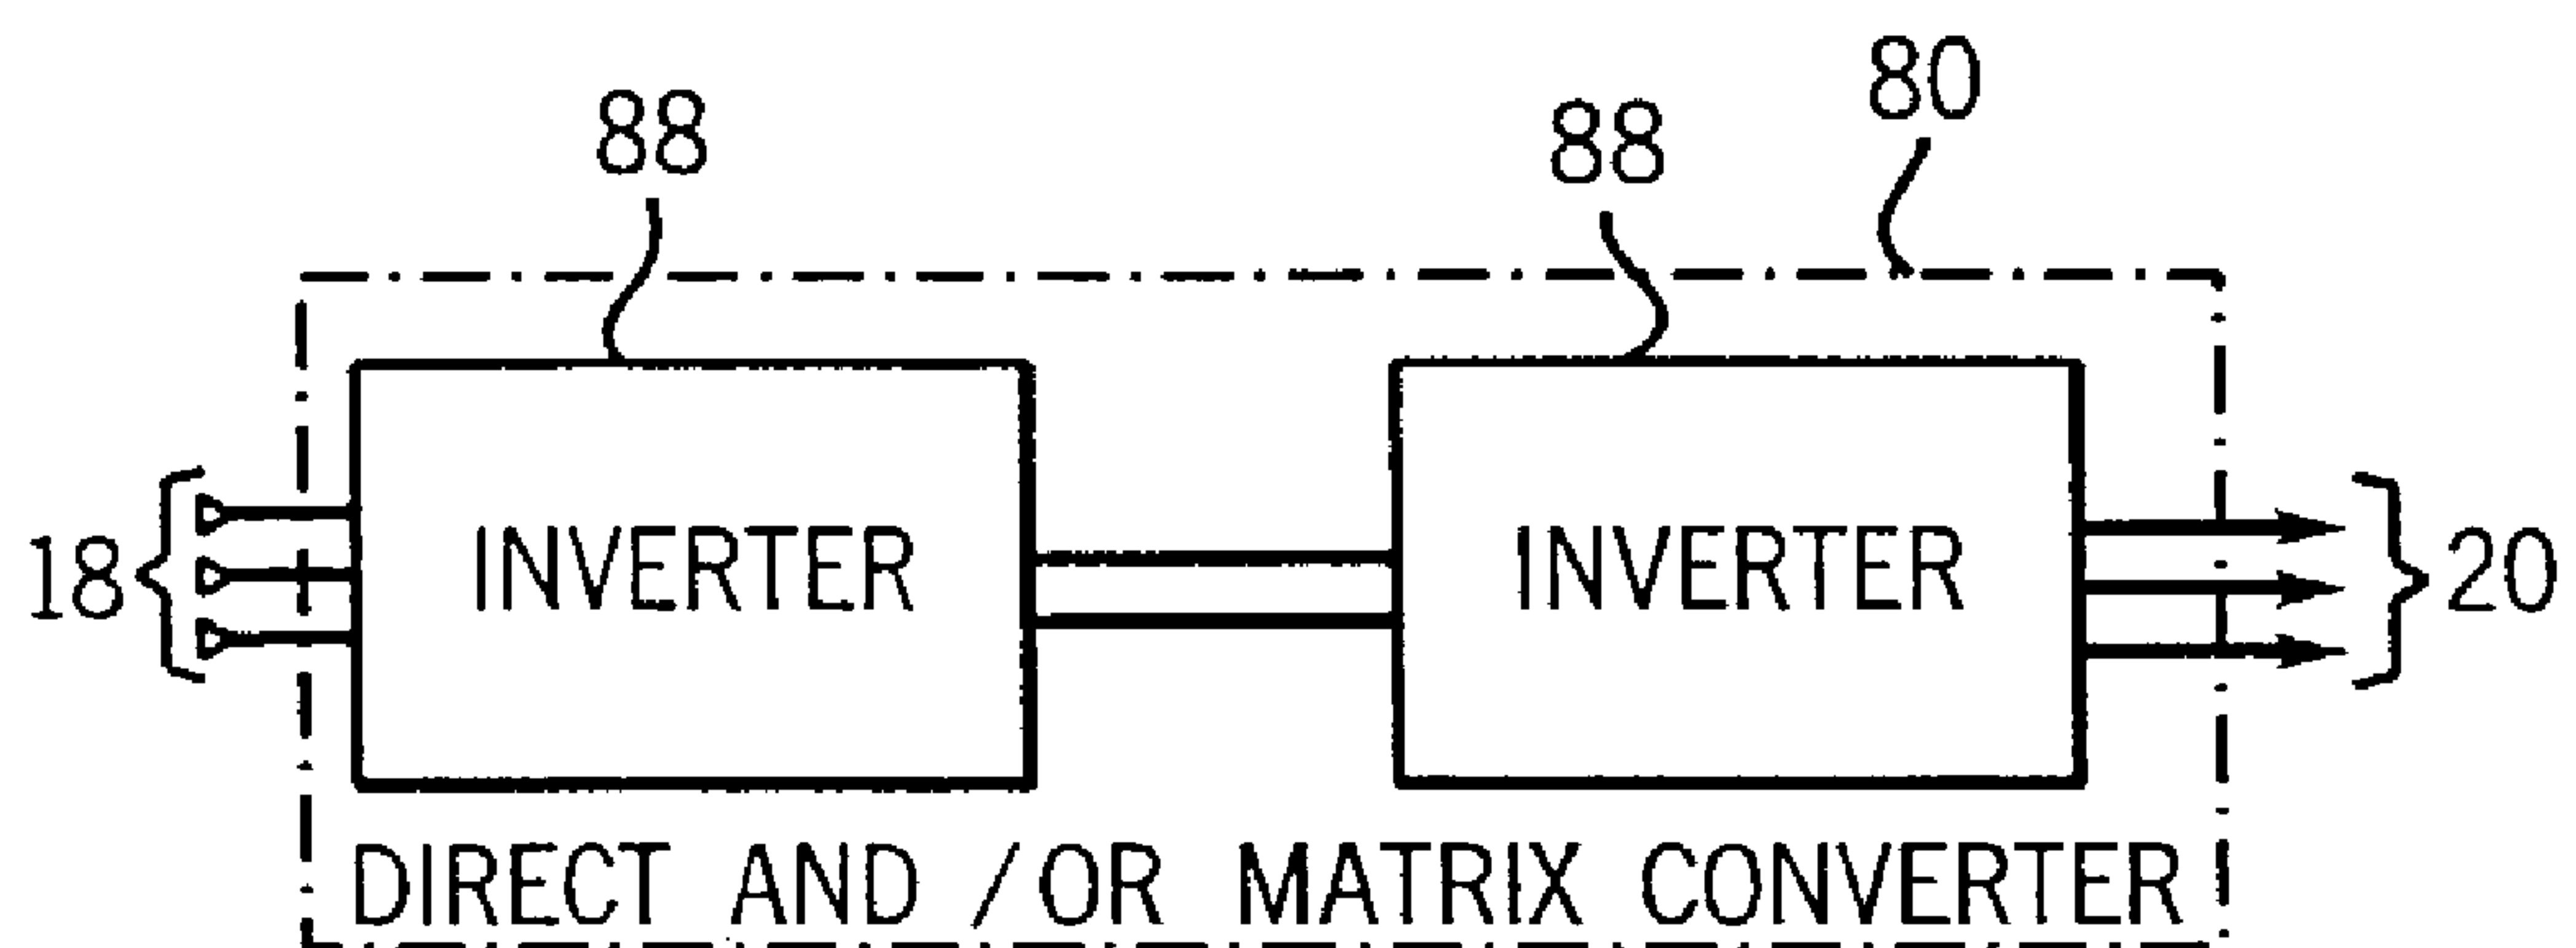 80
88
88
18
INVERTER
INVERTER
20
DIRECT AND /OR MATRIX CONVERTER